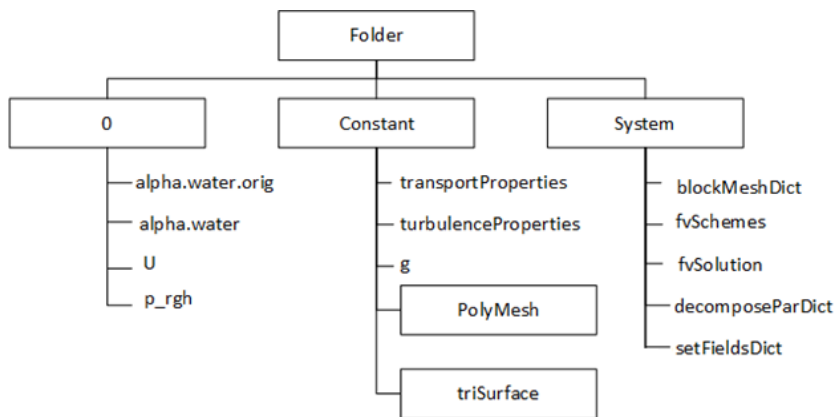 Folder
0
Constant
System
alpha.water.orig
alpha.water
U
p_rgh
transportProperties
turbulenceProperties
g
PolyMesh
triSurface
blockMeshDict
fvSchemes
fvSolution
decomposeParDict
setFieldsDict